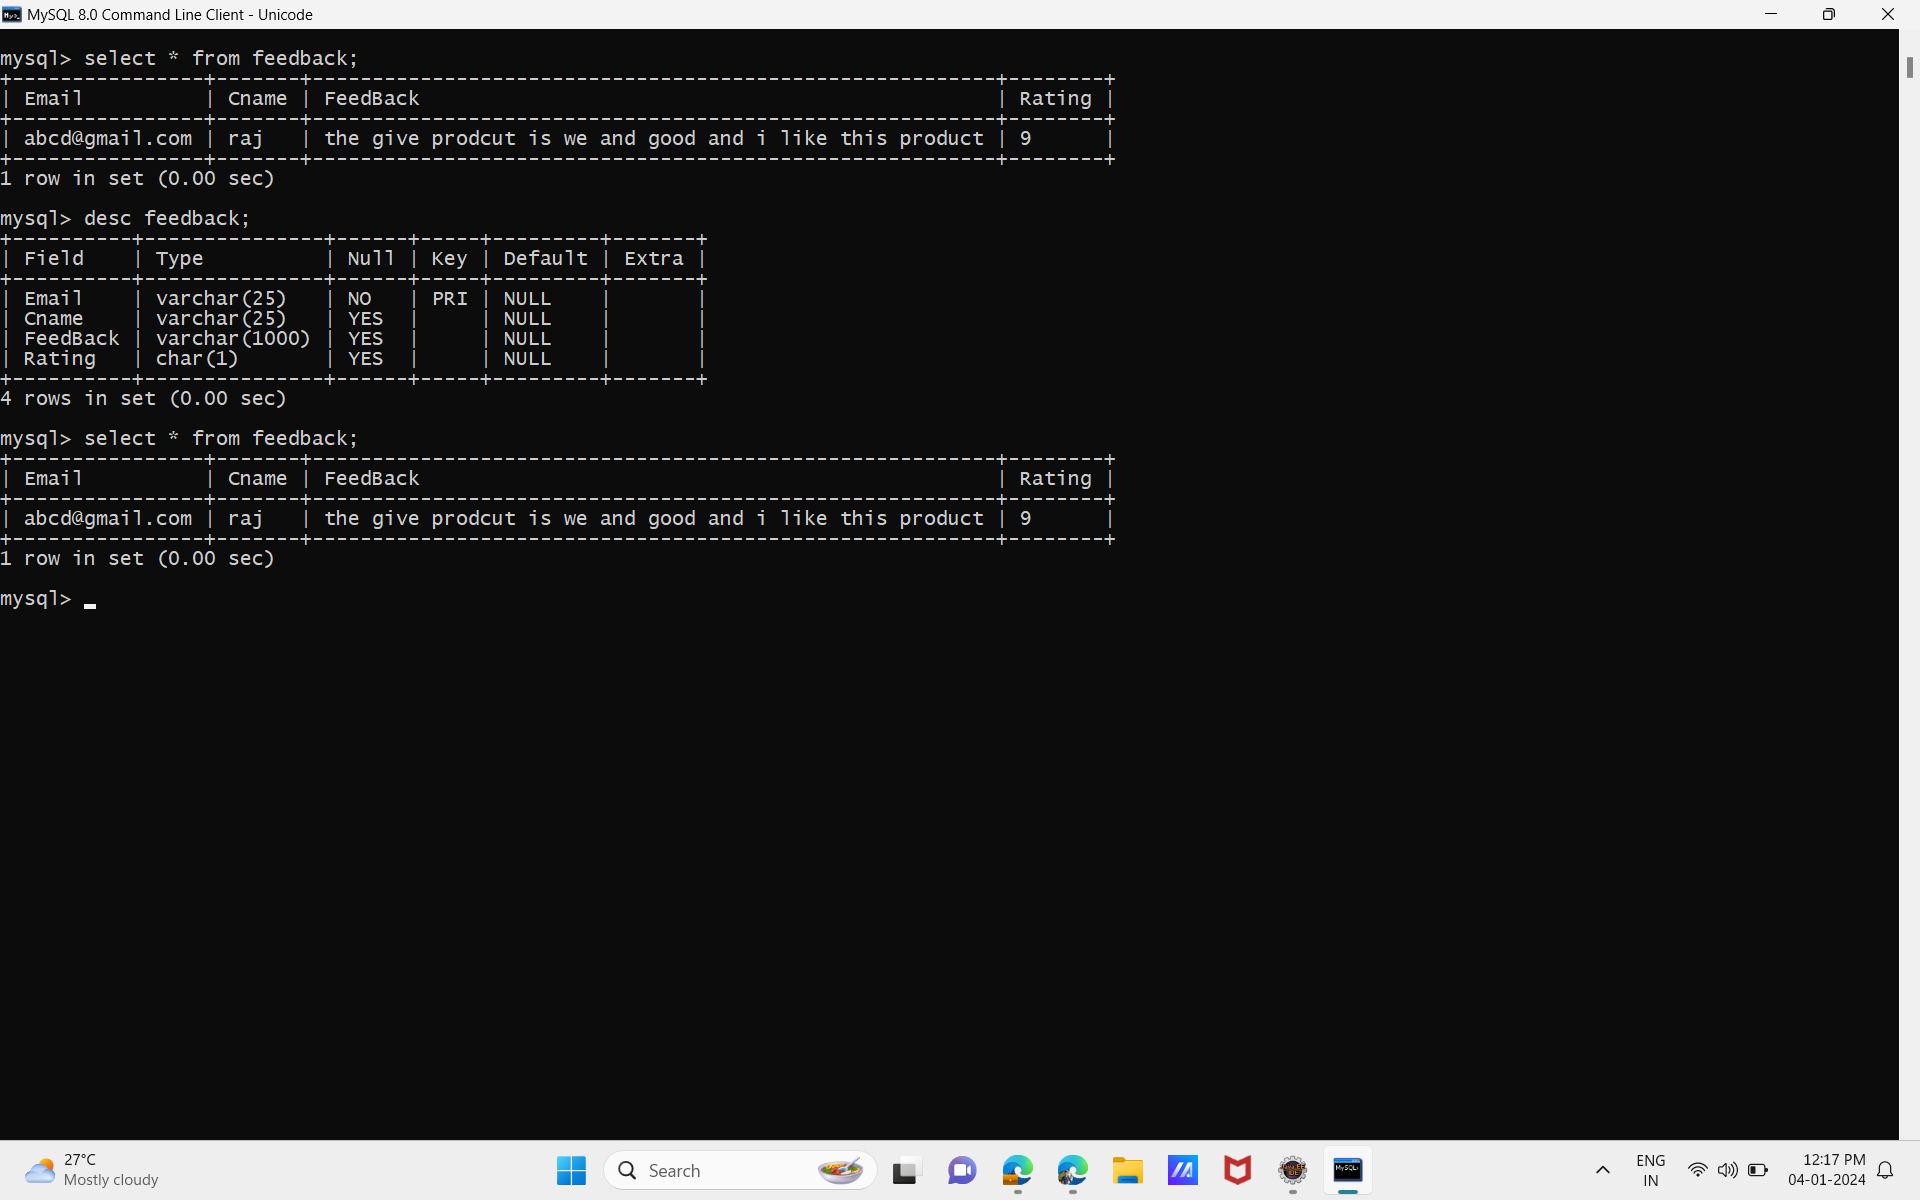 MySQL 8.0 Command Line Client - Unicode
mysql> select * from feedback;
+----------------+-------+---------------------------------------------------------+--------+
| Email          | Cname | FeedBack                                                | Rating |
+----------------+-------+---------------------------------------------------------+--------+
| abcd@gmail.com | raj   | the give prodcut is we and good and i like this product | 9      |
+----------------+-------+---------------------------------------------------------+--------+
1 row in set (0.00 sec)
mysql> desc feedback;
+----------+---------------+------+-----+---------+-------+
| Field    | Type          | Null | Key | Default | Extra |
+----------+---------------+------+-----+---------+-------+
| Email    | varchar(25)   | NO   | PRI | NULL    |       |
| Cname    | varchar(25)   | YES  |     | NULL    |       |
| FeedBack | varchar(1000) | YES  |     | NULL    |       |
| Rating   | char(1)       | YES  |     | NULL    |       |
+----------+---------------+------+-----+---------+-------+
4 rows in set (0.00 sec)
mysql> select * from feedback;
+----------------+-------+---------------------------------------------------------+--------+
| Email          | Cname | FeedBack                                                | Rating |
+----------------+-------+---------------------------------------------------------+--------+
| abcd@gmail.com | raj   | the give prodcut is we and good and i like this product | 9      |
+----------------+-------+---------------------------------------------------------+--------+
1 row in set (0.00 sec)
mysql> _
27°C
Mostly cloudy
Search
ENG
IN
12:17 PM
04-01-2024